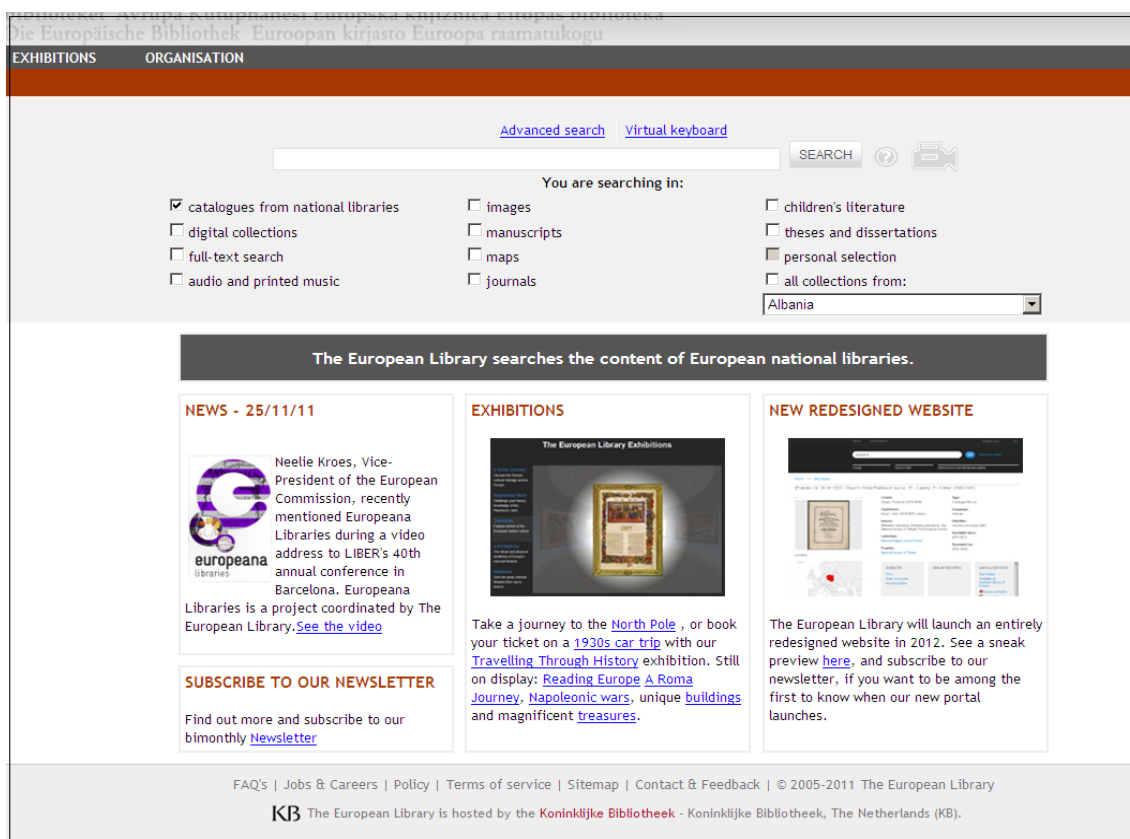 Biblioteket Avrupa Kütüphanesi Europska knjižnica Eiropas bibliotēka
Die Europäische Bibliothek Euroopan kirjasto Euroopa raamatukogu
EXHIBITIONS ORGANISATION
Advanced search Virtual keyboard
SEARCH ?
You are searching in:
catalogues from national libraries images children's literature
digital collections manuscripts theses and dissertations
full-text search maps personal selection
audio and printed music journals all collections from:
Albania
The European Library searches the content of European national libraries.
NEWS - 25/11/11
europeana
libraries
Neelie Kroes, Vice-
President of the European
Commission, recently
mentioned Europeana
Libraries during a video
address to LIBER's 40th
annual conference in
Barcelona. Europeana
Libraries is a project coordinated by The
European Library.See the video
SUBSCRIBE TO OUR NEWSLETTER
Find out more and subscribe to our
bimonthly Newsletter
EXHIBITIONS
The European Library Exhibitions
Take a journey to the North Pole , or book
your ticket on a 1930s car trip with our
Travelling Through History exhibition. Still
on display: Reading Europe A Roma
Journey, Napoleonic wars, unique buildings
and magnificent treasures.
NEW REDESIGNED WEBSITE
The European Library will launch an entirely
redesigned website in 2012. See a sneak
preview here, and subscribe to our
newsletter, if you want to be among the
first to know when our new portal
launches.
FAQ's | Jobs & Careers | Policy | Terms of service | Sitemap | Contact & Feedback | © 2005-2011 The European Library
KB The European Library is hosted by the Koninklijke Bibliotheek - Koninklijke Bibliotheek, The Netherlands (KB).